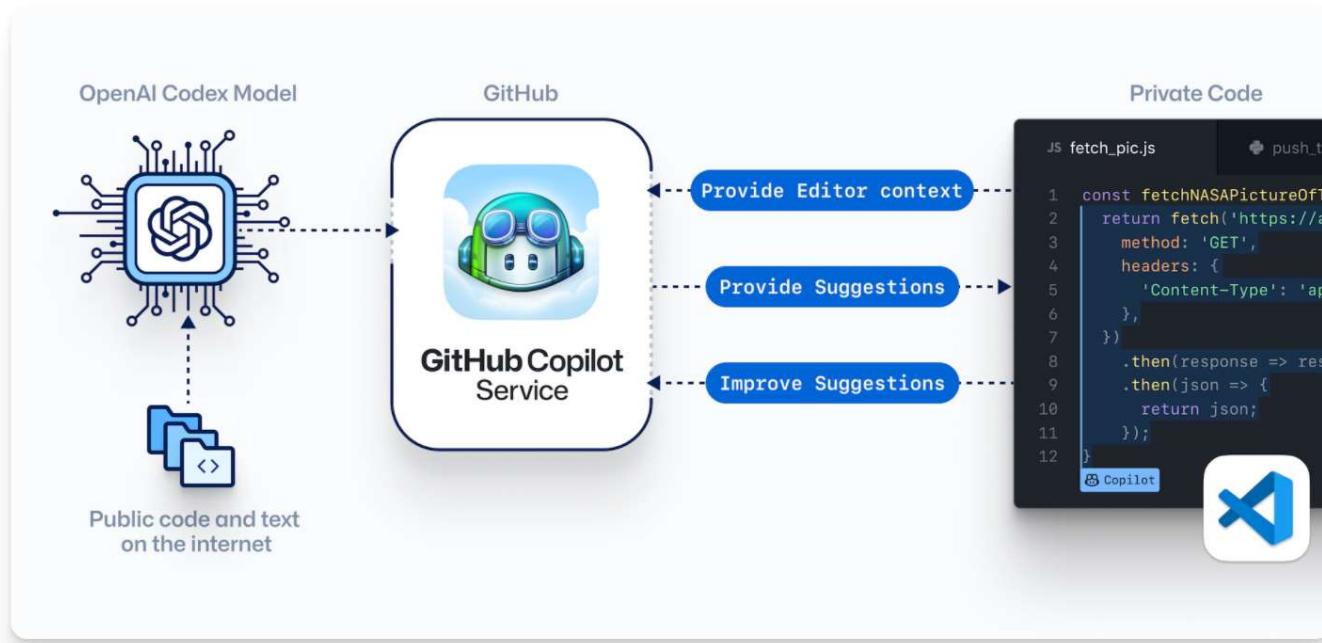 OpenAI Codex Model
GitHub
Private Code
GitHub Copilot
Service
Public code and text
on the internet
Provide Editor context
Provide Suggestions
Improve Suggestions
JS fetch_pic.js
push_t
1 const fetchNASAPictureOfT
2 return fetch('https://a
3 method: 'GET',
4 headers: {
5 'Content-Type': 'ap
6 },
7 })
8 .then(response => res
9 .then(json => {
10 return json;
11 });
12 }
Copilot